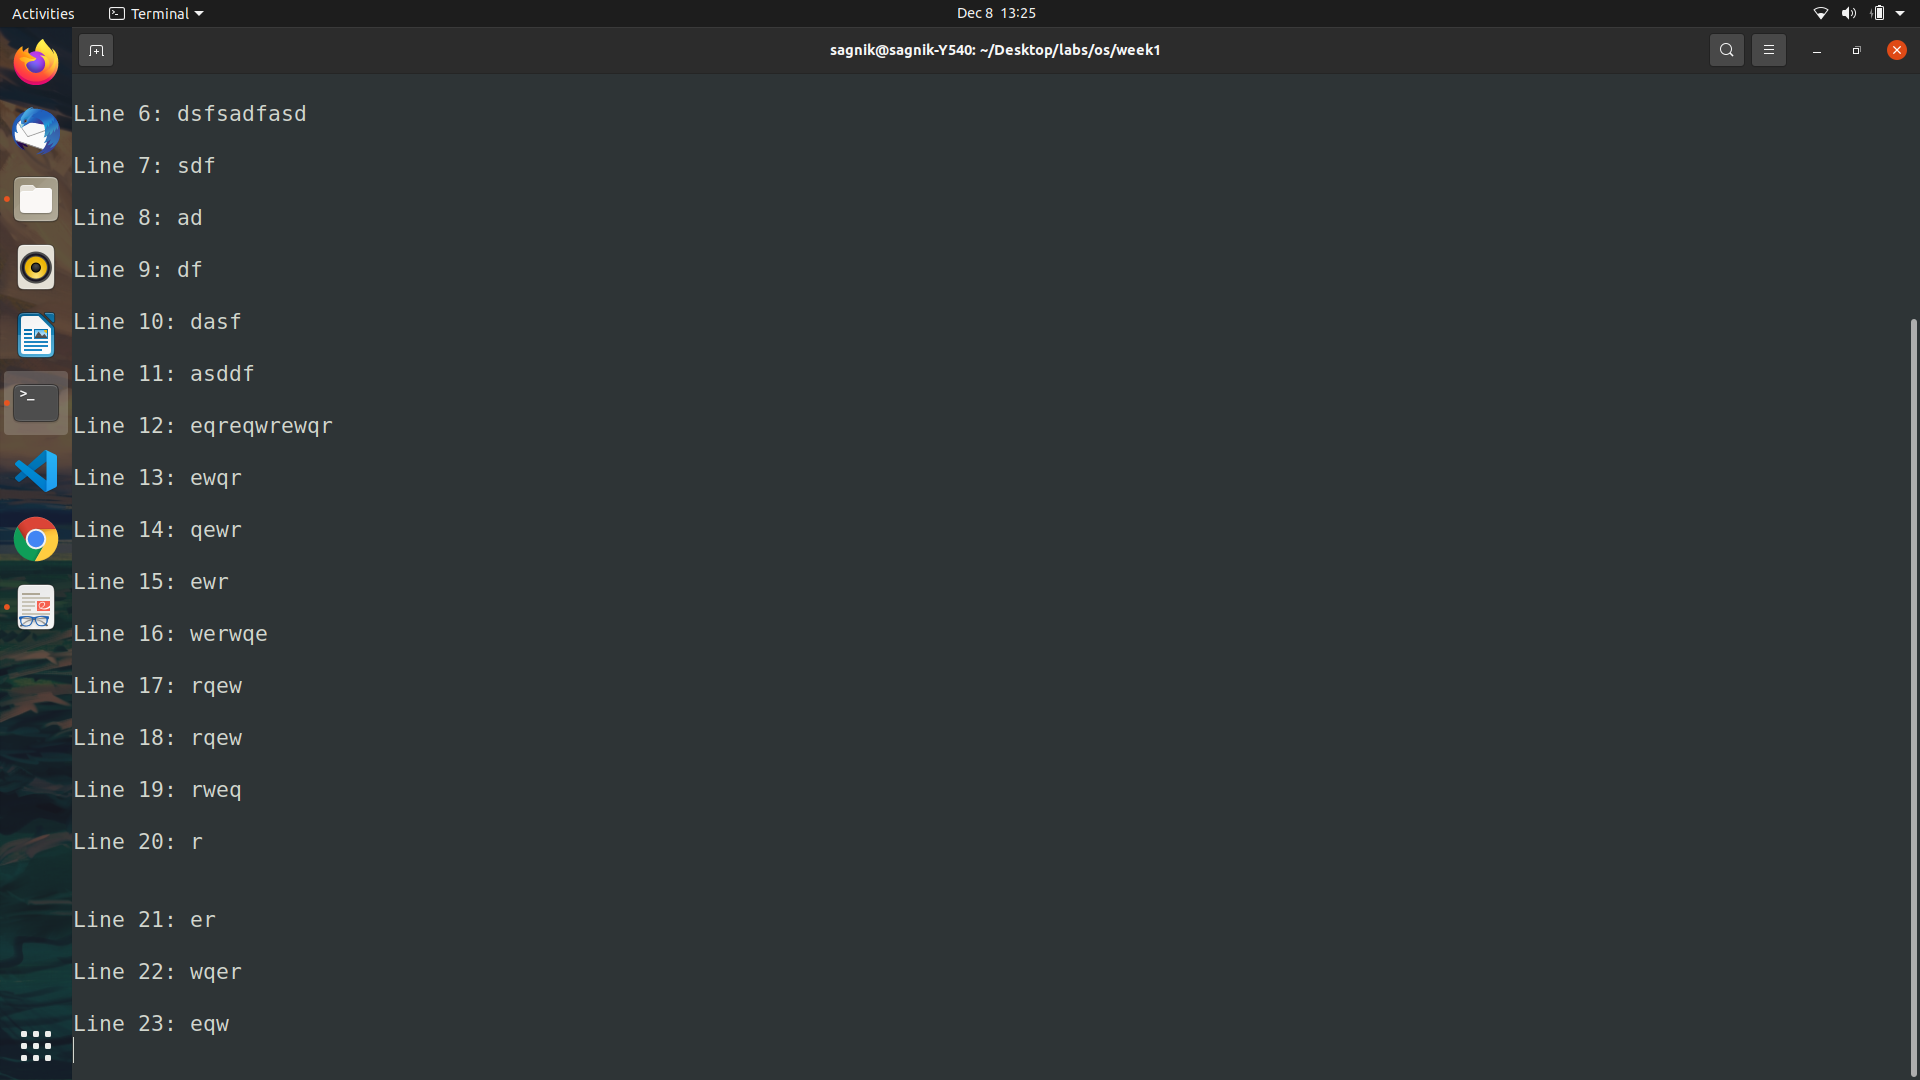 Activities
Terminal
Dec 8 13:25
sagnik@sagnik-Y540: ~/Desktop/labs/os/week1
Line 6: dsfsadfasd
Line 7: sdf
Line 8: ad
Line 9: df
Line 10: dasf
Line 11: asddf
Line 12: eqreqwrewqr
Line 13: ewqr
Line 14: qewr
Line 15: ewr
Line 16: werwqe
Line 17: rqew
Line 18: rqew
Line 19: rweq
Line 20: r
Line 21: er
Line 22: wqer
Line 23: eqw